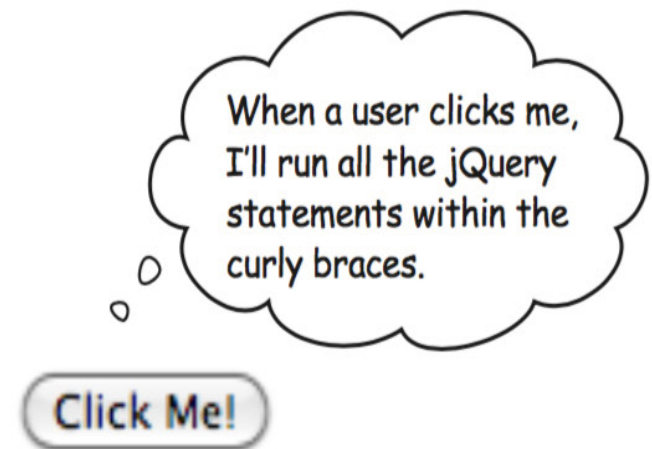 When a user clicks me,
I'll run all the jQuery
statements within the
curly braces.
Click Me!